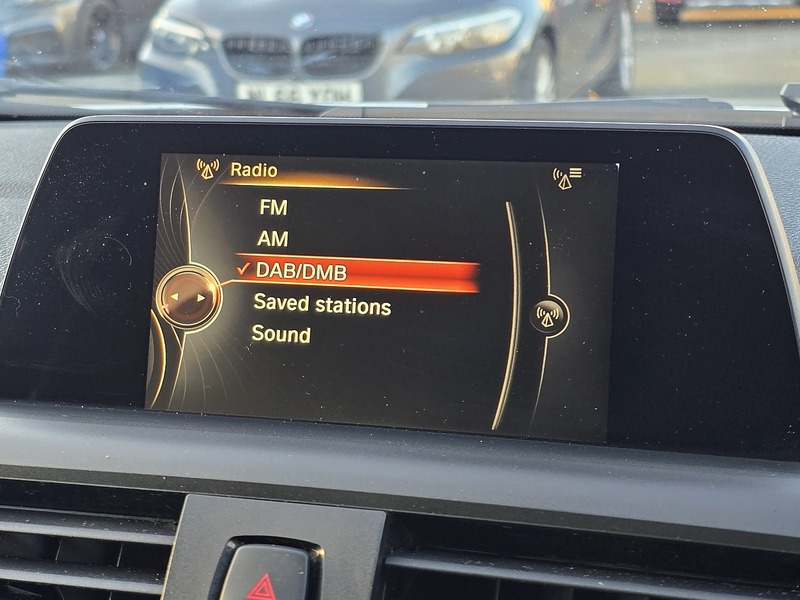 Radio
FM
AM
DAB/DMB
Saved stations
Sound